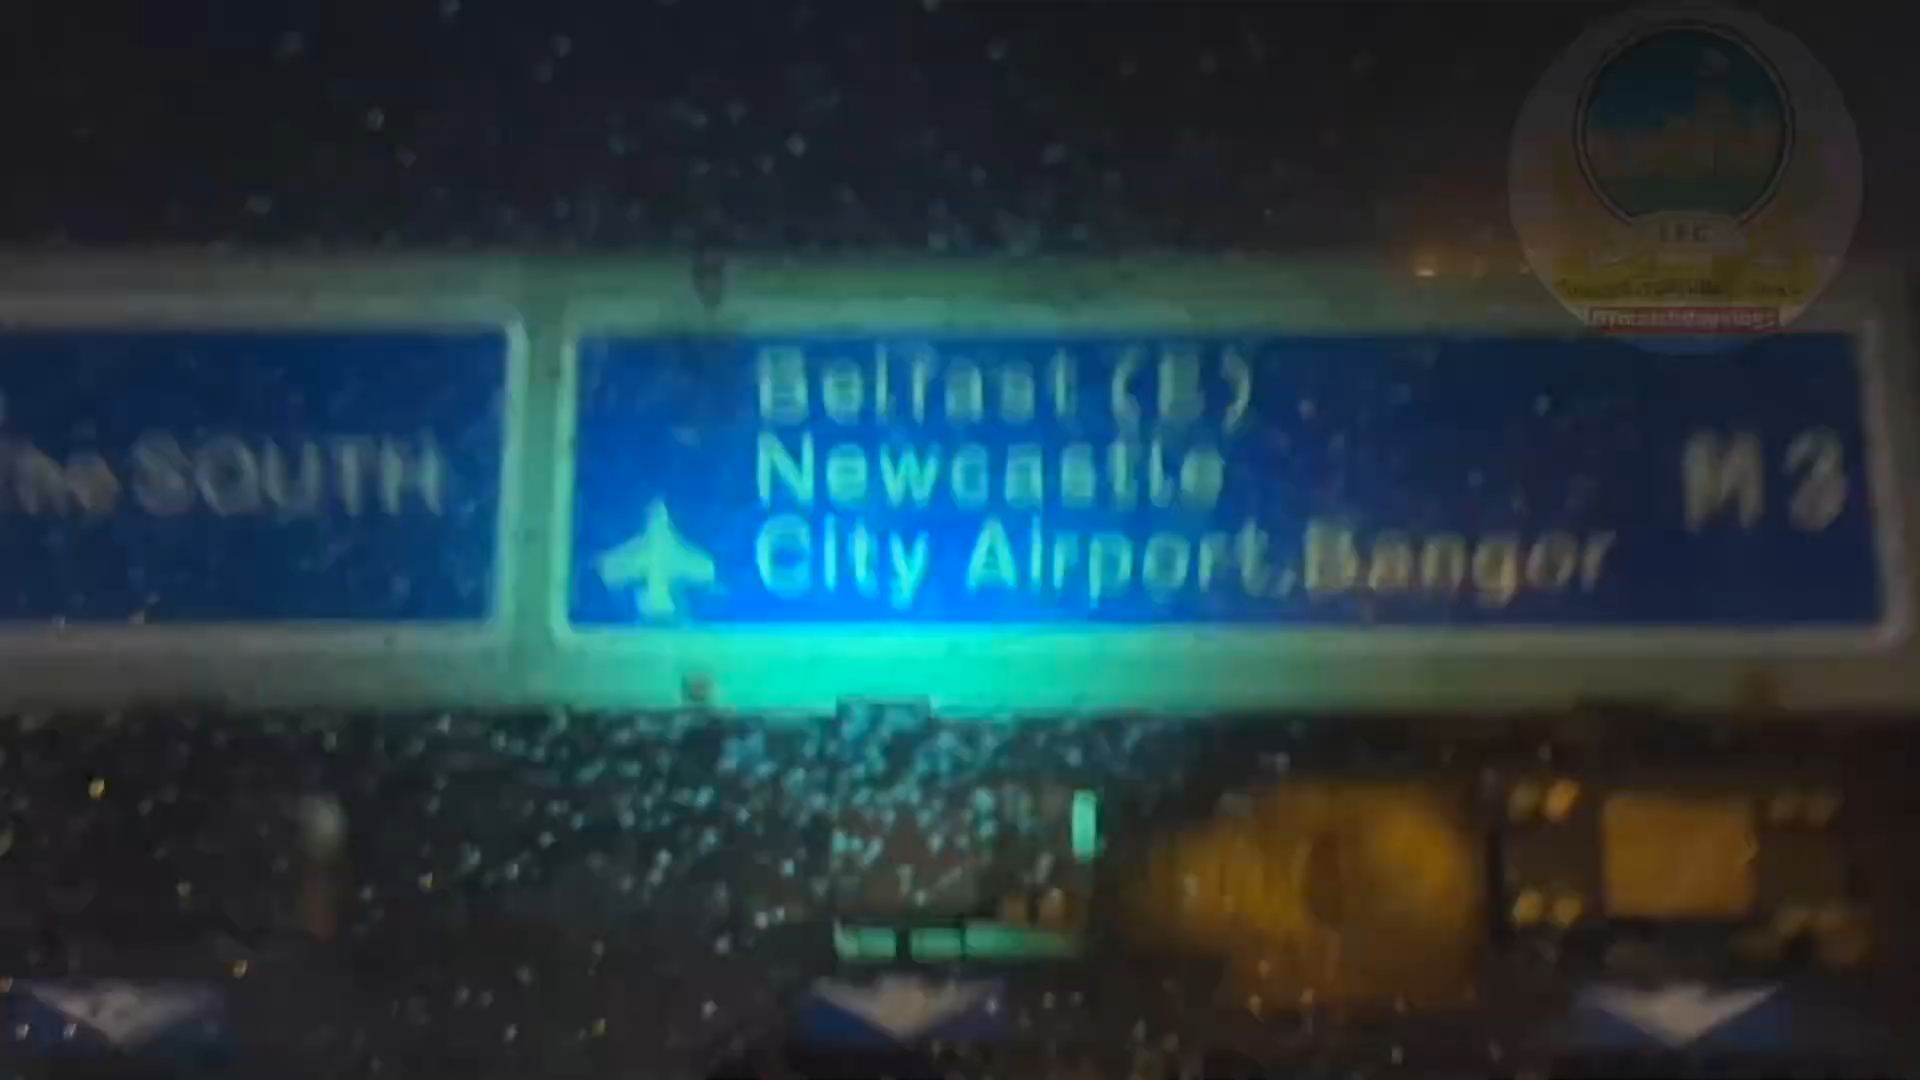 The SOUTH
Belfast (E)
Newcastle
City Airport,Bangor
M3